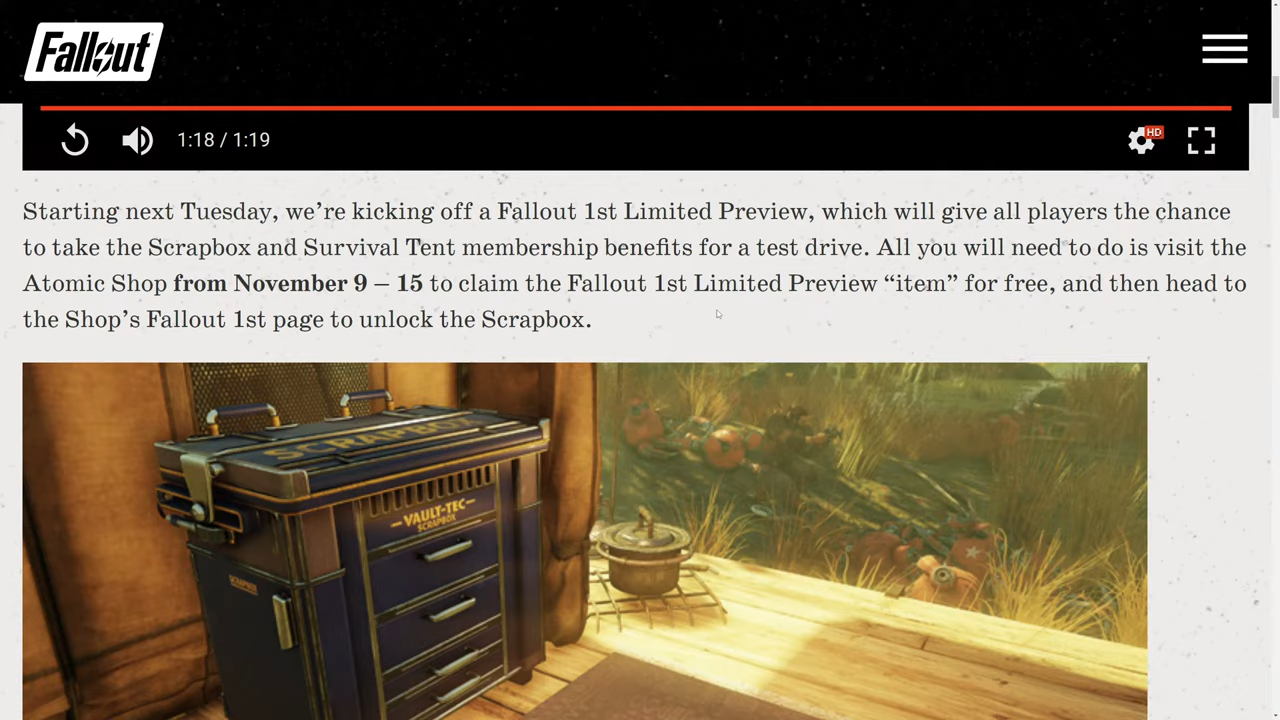 Fallout
1:18 / 1:19
HD
Starting next Tuesday, we’re kicking off a Fallout 1st Limited Preview, which will give all players the chance
to take the Scrapbox and Survival Tent membership benefits for a test drive. All you will need to do is visit the
Atomic Shop from November 9 – 15 to claim the Fallout 1st Limited Preview “item” for free, and then head to
the Shop’s Fallout 1st page to unlock the Scrapbox.
SCRAPBOX
VAULT-TEC
SCRAPBOX
SCRAPBOX